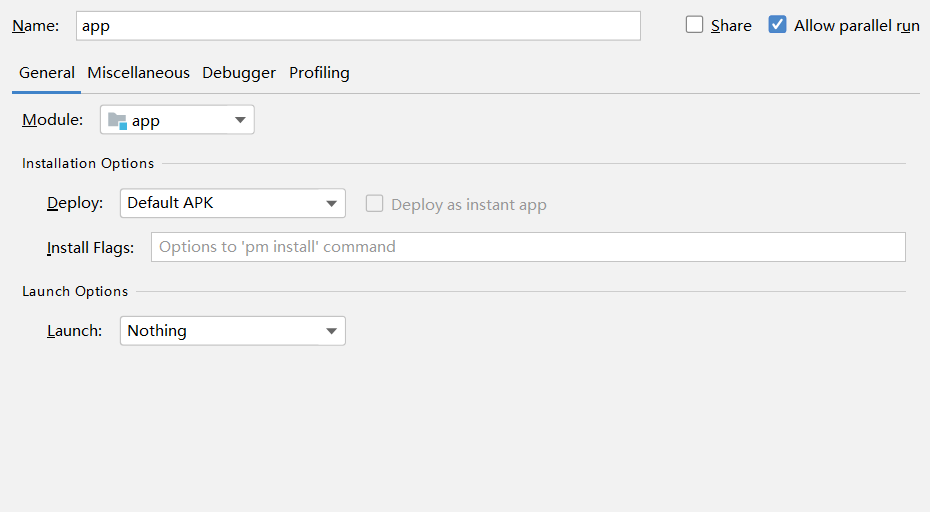 Name: app Share Allow parallel run
General Miscellaneous Debugger Profiling
Module: app
Installation Options
Deploy: Default APK Deploy as instant app
Install Flags: Options to 'pm install' command
Launch Options
Launch: Nothing